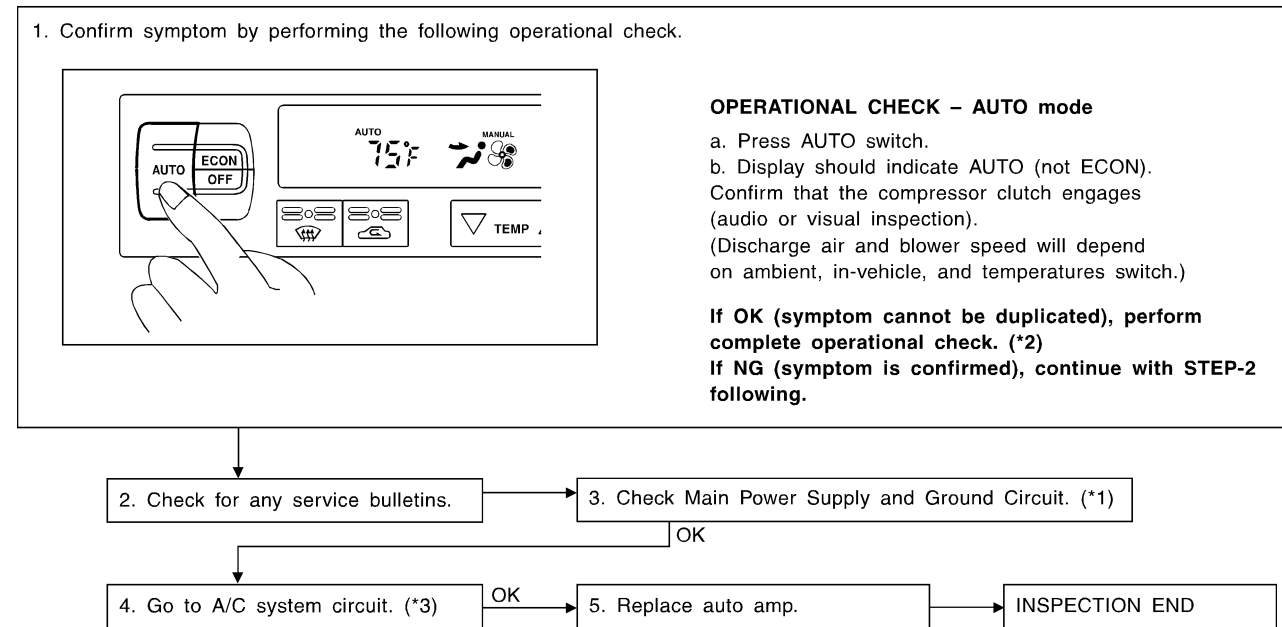 1. Confirm symptom by performing the following operational check.
AUTO
ECON
OFF
AUTO
75°F
MANUAL
TEMP
OPERATIONAL CHECK – AUTO mode
a. Press AUTO switch.
b. Display should indicate AUTO (not ECON).
Confirm that the compressor clutch engages
(audio or visual inspection).
(Discharge air and blower speed will depend
on ambient, in-vehicle, and temperatures switch.)
If OK (symptom cannot be duplicated), perform
complete operational check. (*2)
If NG (symptom is confirmed), continue with STEP-2
following.
2. Check for any service bulletins.
3. Check Main Power Supply and Ground Circuit. (*1)
OK
4. Go to A/C system circuit. (*3)
OK
5. Replace auto amp.
INSPECTION END